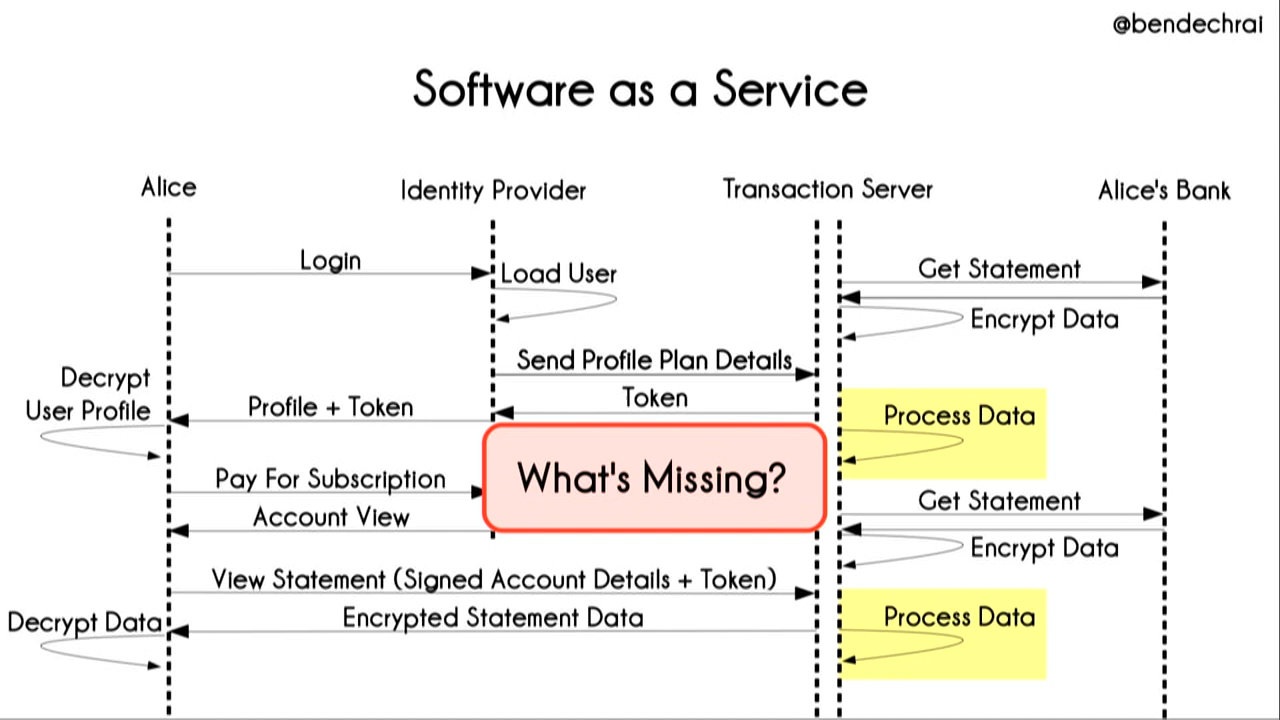 @bendechrai
Software as a Service
Alice
Identity Provider
Transaction Server
Alice's Bank
Login
Load User
Get Statement
Encrypt Data
Send Profile Plan Details
Decrypt
User Profile
Profile + Token
Token
Process Data
Pay For Subscription
What's Missing?
Get Statement
Account View
Encrypt Data
View Statement (Signed Account Details + Token)
Decrypt Data
Encrypted Statement Data
Process Data